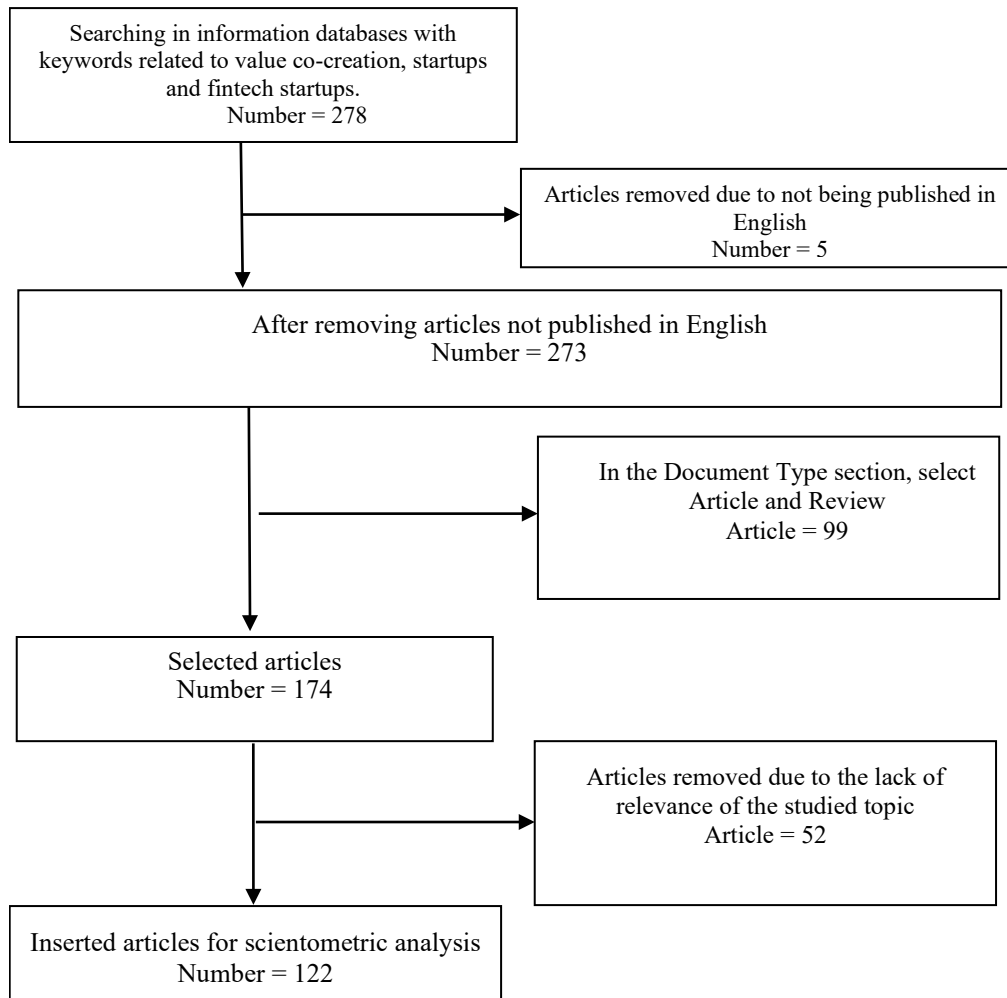 Searching in information databases with
keywords related to value co-creation, startups
and fintech startups.
Number = 278
Articles removed due to not being published in
English
Number = 5
After removing articles not published in English
Number = 273
In the Document Type section, select
Article and Review
Article = 99
Selected articles
Number = 174
Articles removed due to the lack of
relevance of the studied topic
Article = 52
Inserted articles for scientometric analysis
Number = 122